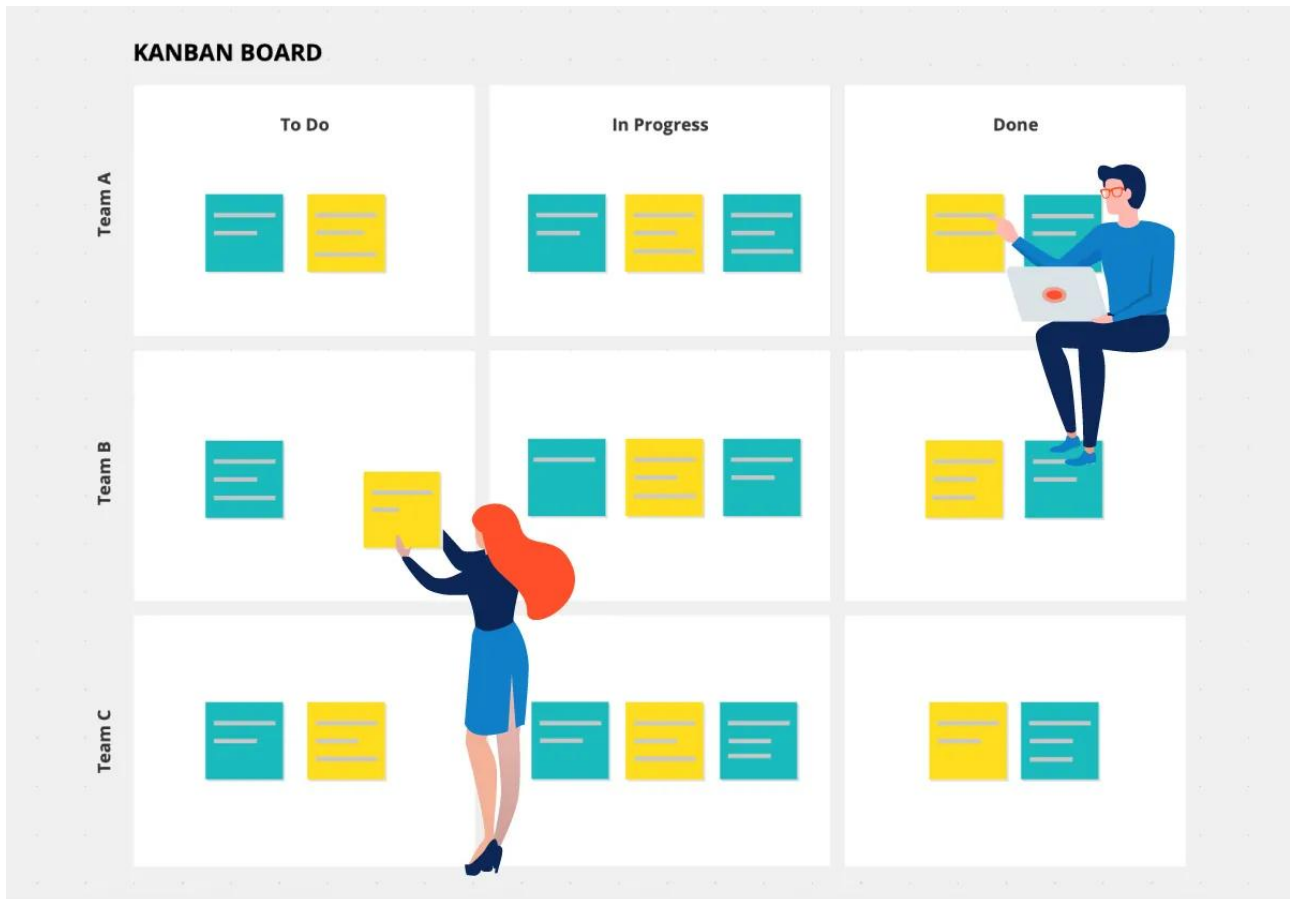 KANBAN BOARD
To Do
In Progress
Done
Team A
Team B
Team C